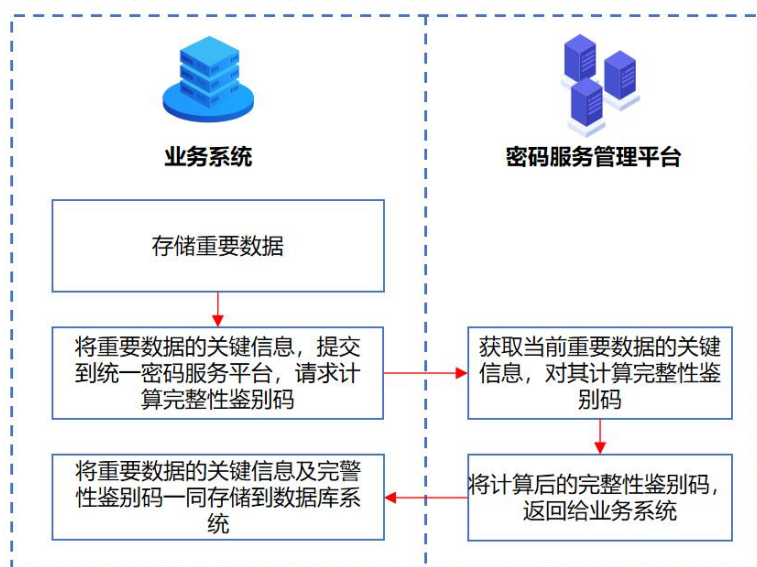 业务系统
密码服务管理平台
存储重要数据
将重要数据的关键信息，提交
到统一密码服务平台，请求计
算完整性鉴别码
获取当前重要数据的关键
信息，对其计算完整性鉴
别码
将计算后的完整性鉴别码，
返回给业务系统
将重要数据的关键信息及完警
性鉴别码一同存储到数据库系
统